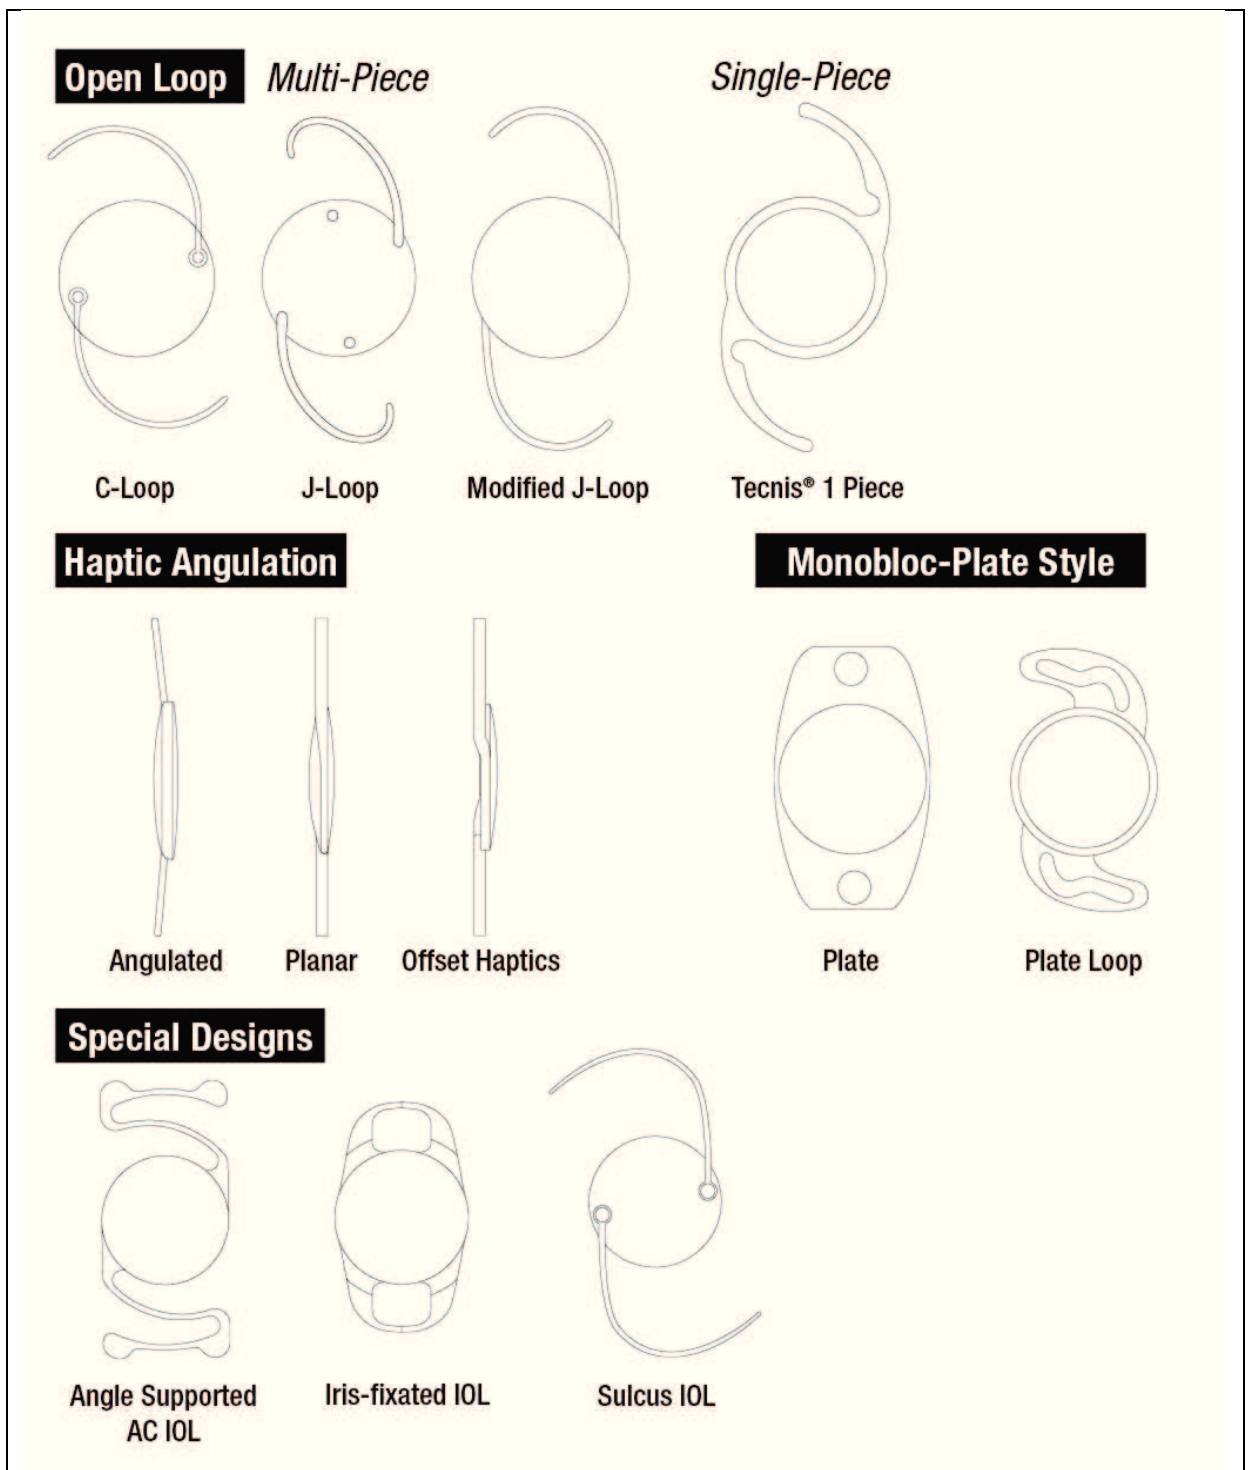 Open Loop Multi-Piece Single-Piece
C-Loop J-Loop Modified J-Loop Tecnis® 1 Piece
Haptic Angulation Monobloc-Plate Style
Angulated Planar Offset Haptics Plate Plate Loop
Special Designs
Angle Supported Iris-fixated IOL Sulcus IOL
AC IOL